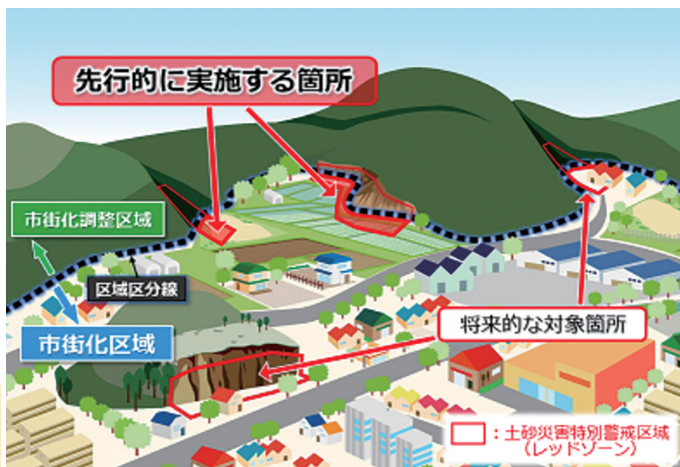 先行的に実施する箇所
市街化調整区域
区域区分線
市街化区域
将来的な対象箇所
：土砂災害特別警戒区域
（レッドゾーン）